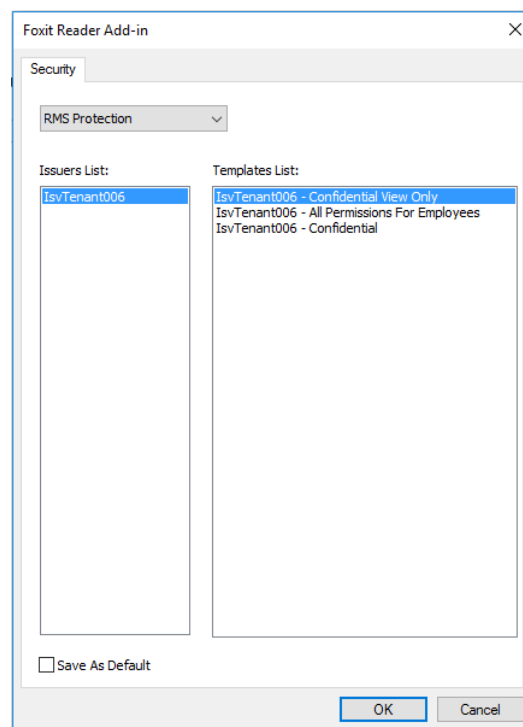 Foxit Reader Add-in
Security
RMS Protection
Issuers List:
Templates List:
IsvTenant006
IsvTenant006 - Confidential View Only
IsvTenant006 - All Permissions For Employees
IsvTenant006 - Confidential
Save As Default
OK
Cancel